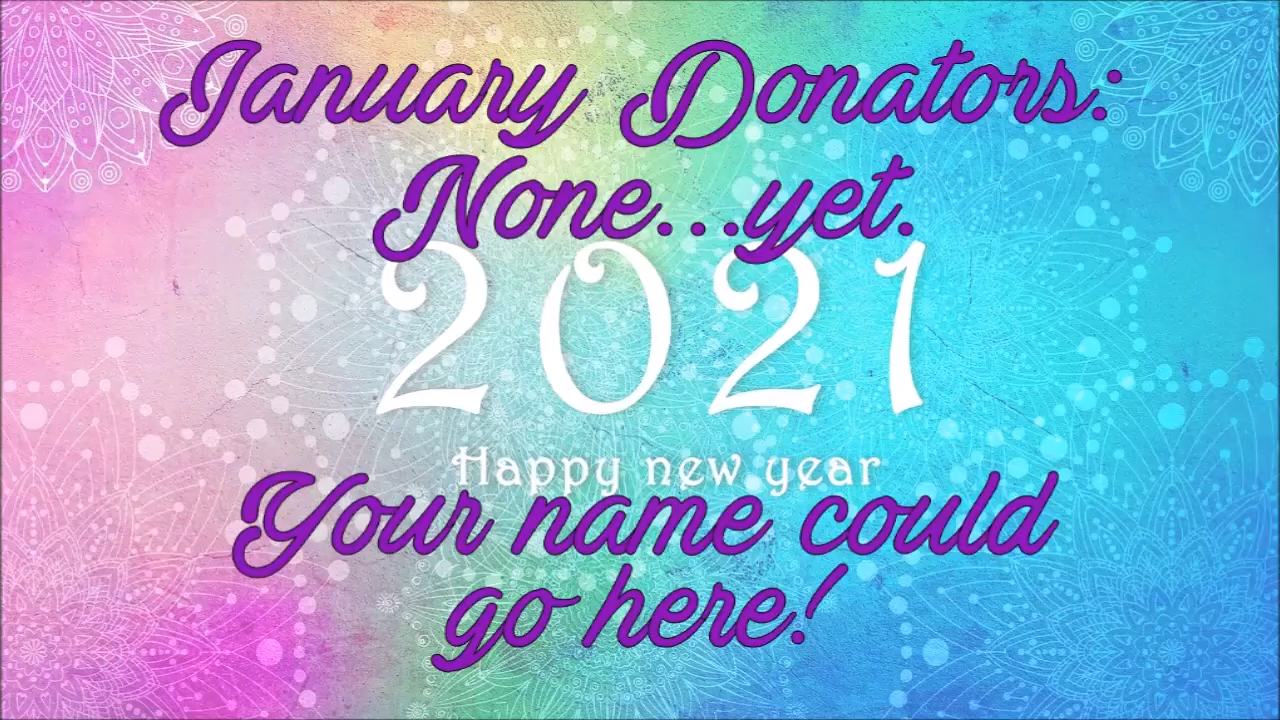 January Donators:
None...yet.
2021
Happy new year
Your name could
go here!